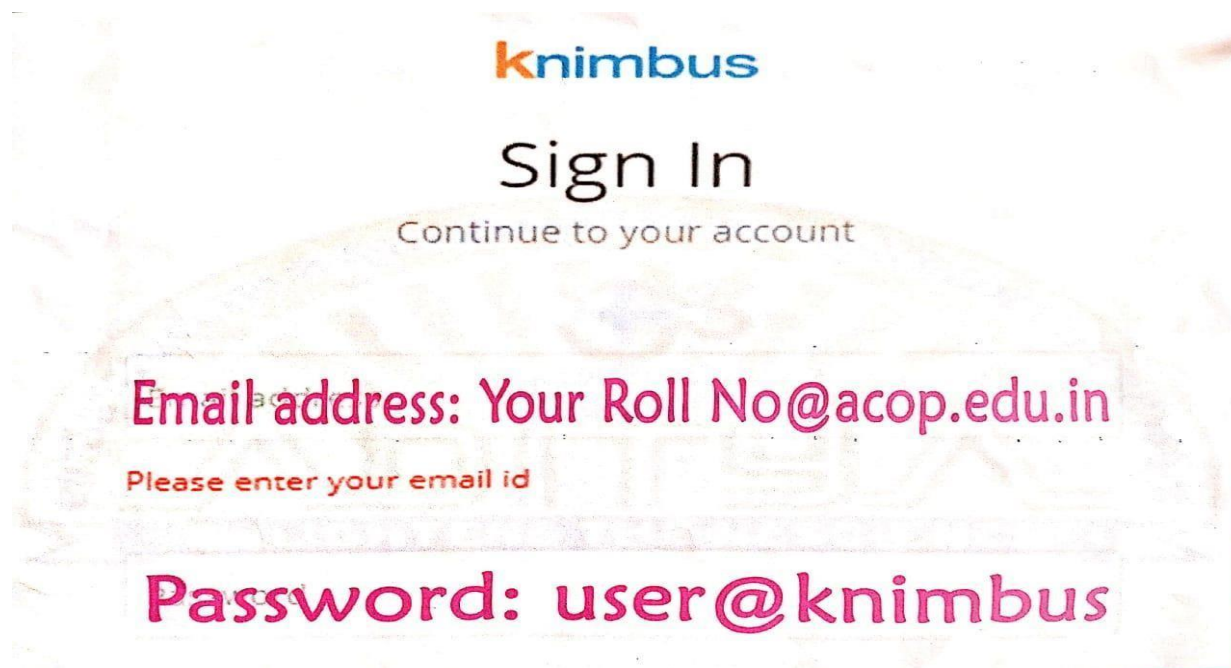 knimbus
Sign In
Continue to your account
Email address: Your Roll No@acop.edu.in
Please enter your email id
Password: user@knimbus
ADITYA